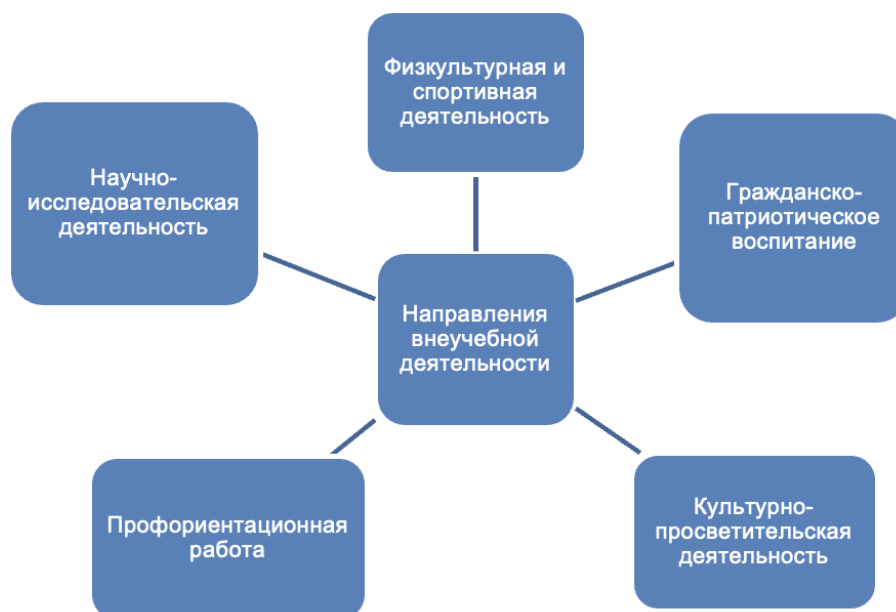 Физкультурная и
спортивная
деятельность
Научно-
исследовательская
деятельность
Гражданско-
патриотическое
воспитание
Направления
внеучебной
деятельности
Профориентационная
работа
Культурно-
просветительская
деятельность